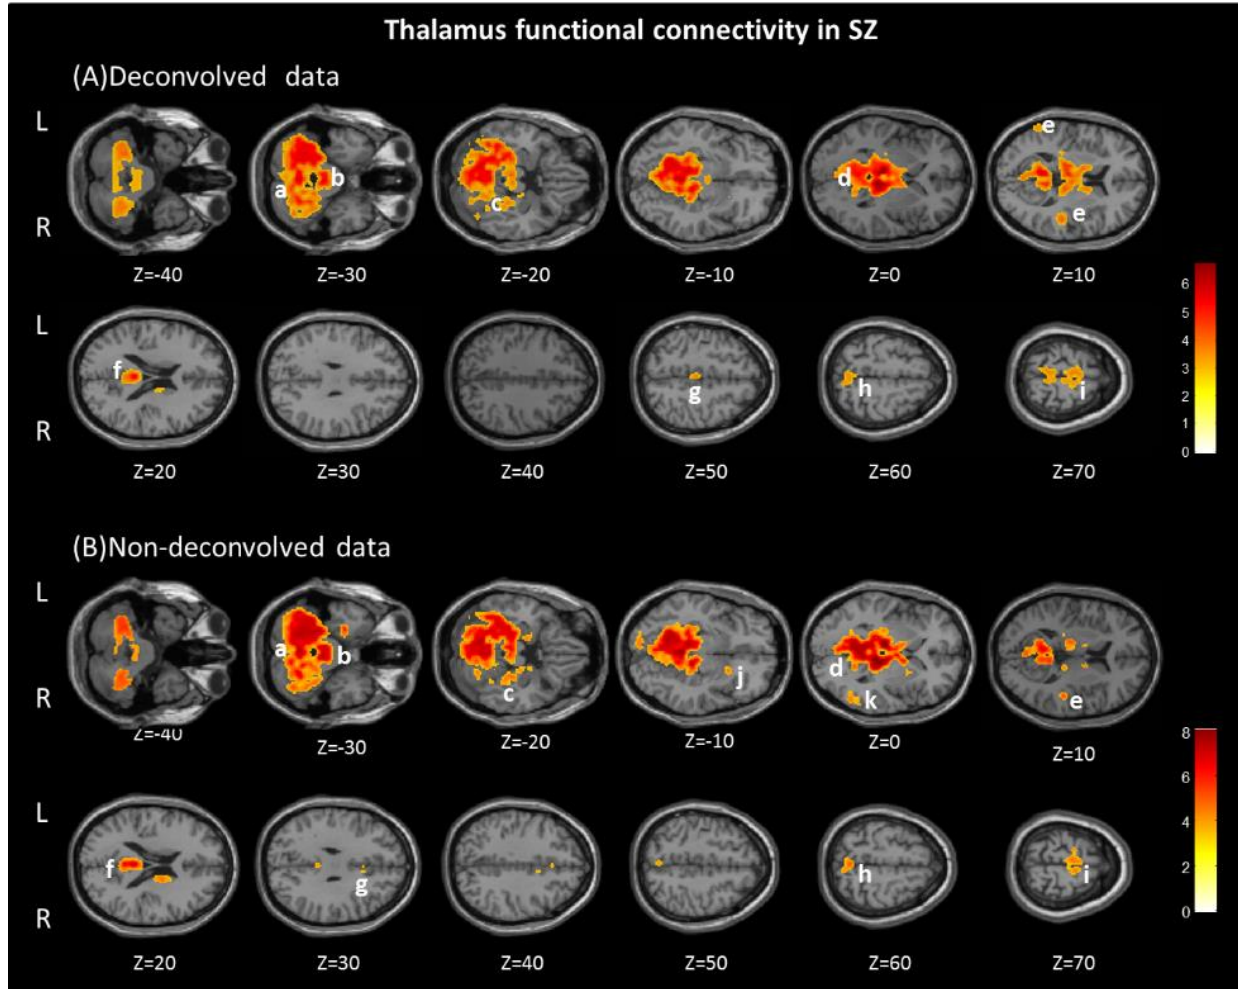 Thalamus functional connectivity in SZ
(A)Deconvolved data
L
e
a
b
c
d
e
R
Z=-40
Z=-30
Z=-20
Z=-10
Z=0
Z=10
6
5
4
3
2
1
0
L
f
g
h
i
R
Z=20
Z=30
Z=40
Z=50
Z=60
Z=70
(B)Non-deconvolved data
L
a
b
c
j
d
k
e
R
Z=-40
Z=-30
Z=-20
Z=-10
Z=0
Z=10
8
6
4
2
0
L
f
g
h
i
R
Z=20
Z=30
Z=40
Z=50
Z=60
Z=70